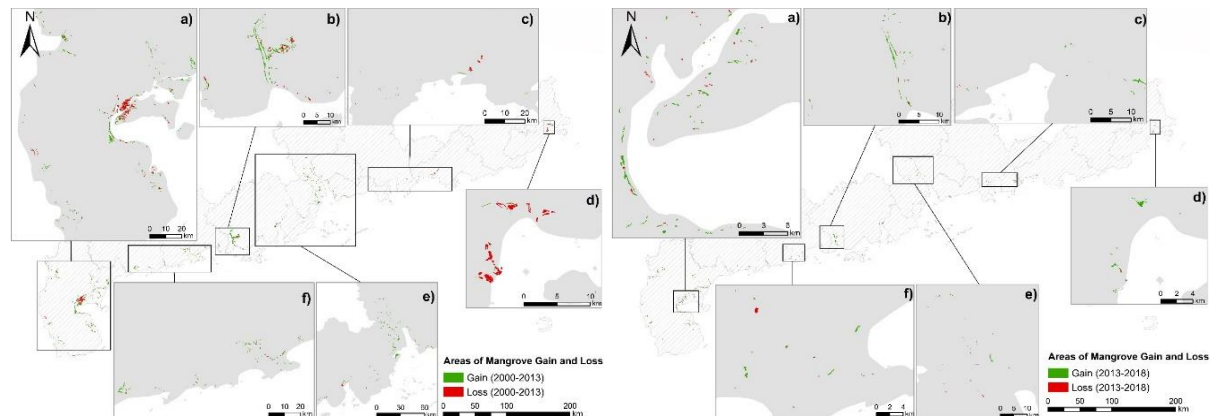 N
a)
0 10 20
km
b)
0 5 10
km
c)
0 10 20
km
d)
0 5 10
km
f)
0 10 20
km
e)
0 30 60
km
Areas of Mangrove Gain and Loss
Gain (2000-2013)
Loss (2000-2013)
0 50 100 200
km
N
a)
0 3 6
km
b)
0 5 10
km
c)
0 5 10
km
d)
0 2 4
km
f)
0 2 4
km
e)
0 5 10
km
Areas of Mangrove Gain and Loss
Gain (2013-2018)
Loss (2013-2018)
0 50 100 200
km